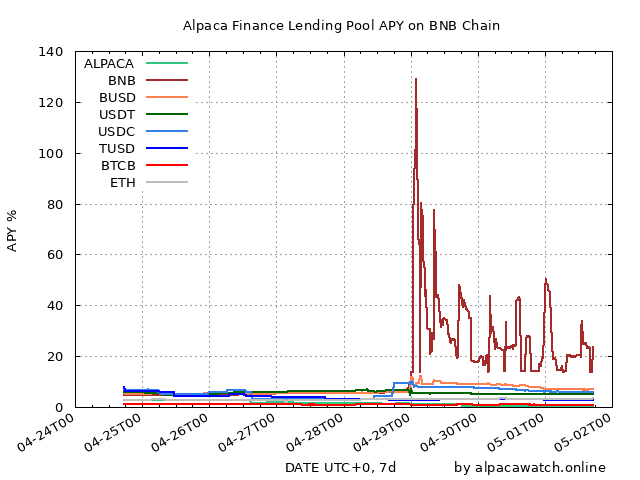 Alpaca Finance Lending Pool APY on BNB Chain
140
120
100
80
60
40
20
0
APY %
ALPACA
BNB
BUSD
USDT
USDC
TUSD
BTCB
ETH
04-24T00
04-25T00
04-26T00
04-27T00
04-28T00
04-29T00
04-30T00
05-01T00
05-02T00
DATE UTC+0, 7d
by alpacawatch.online